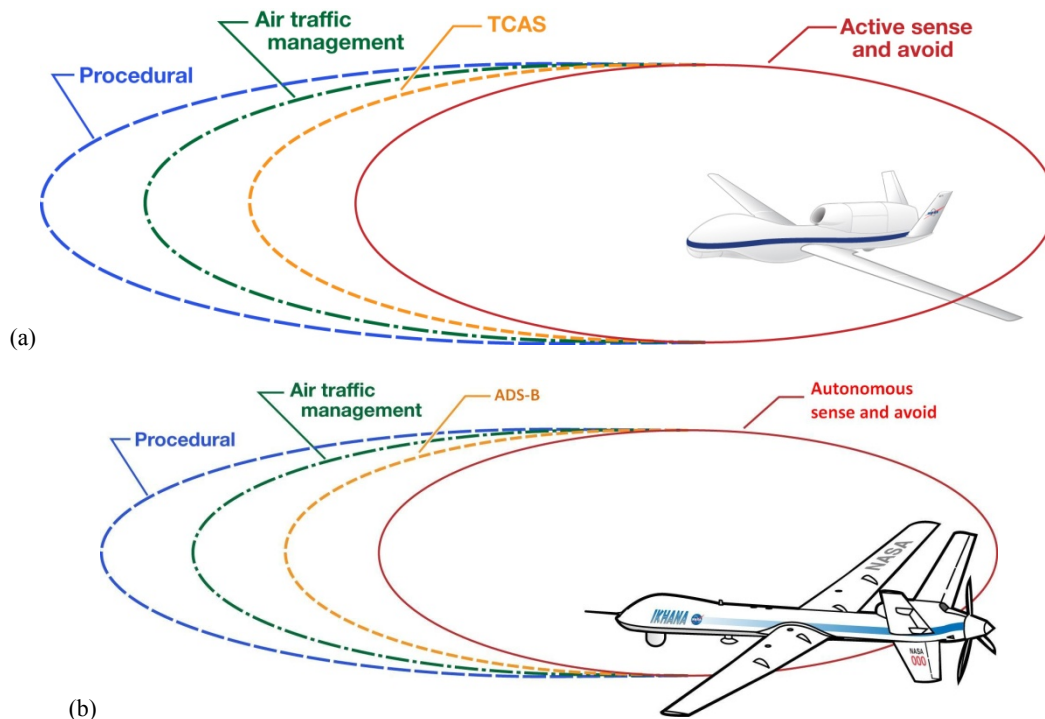 Air traffic
management
TCAS
Active sense
and avoid
Procedural
(a)
Air traffic
management
ADS-B
Autonomous
sense and avoid
Procedural
NASA
IKHANA
NASA
000
(b)